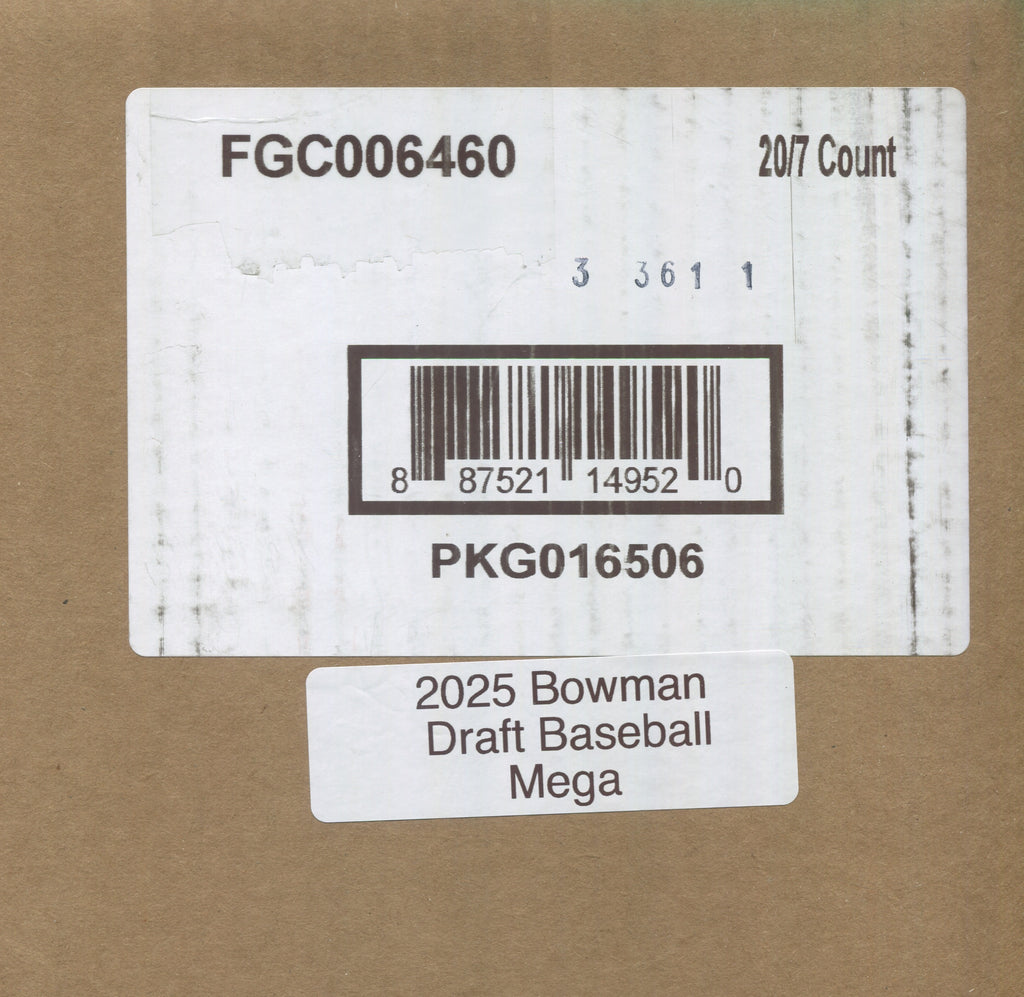 FGC006460 20/7 Count
3 361 1
8 87521 14952 0
PKG016506
2025 Bowman
Draft Baseball
Mega